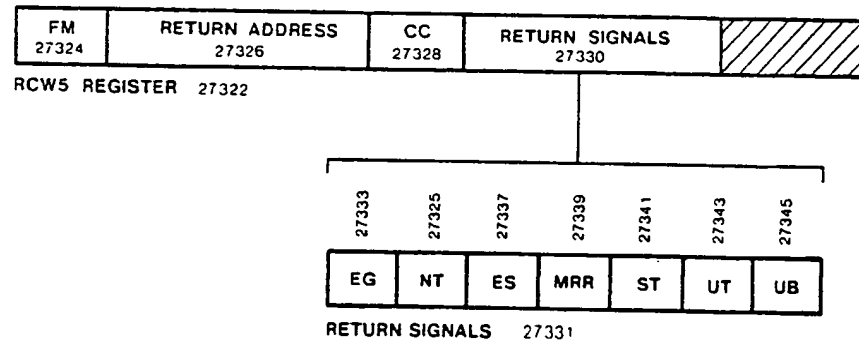 FM RETURN ADDRESS CC RETURN SIGNALS
27324 27326 27328 27330
RCW5 REGISTER 27322
27333 27325 27337 27339 27341 27343 27345
EG NT ES MRR ST UT UB
RETURN SIGNALS 27331